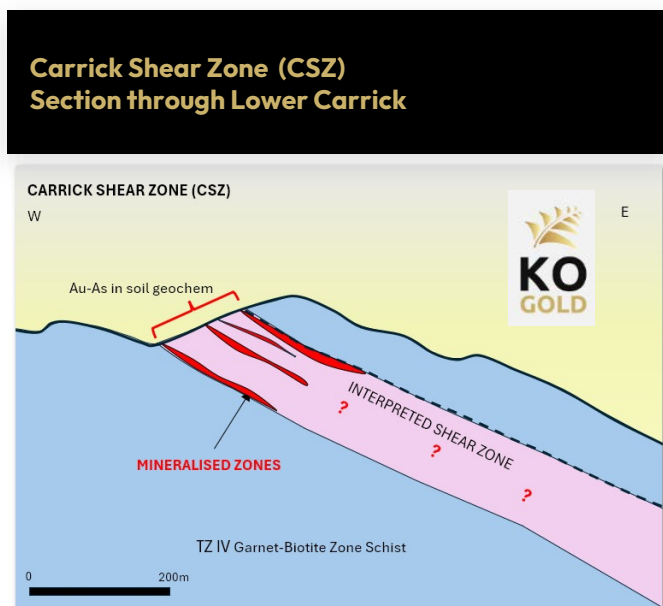 Carrick Shear Zone (CSZ)
Section through Lower Carrick
CARRICK SHEAR ZONE (CSZ)
W
E
KO
GOLD
Au-As in soil geochem
INTERPRETED SHEAR ZONE
?
?
?
MINERALISED ZONES
TZ IV Garnet-Biotite Zone Schist
0
200m